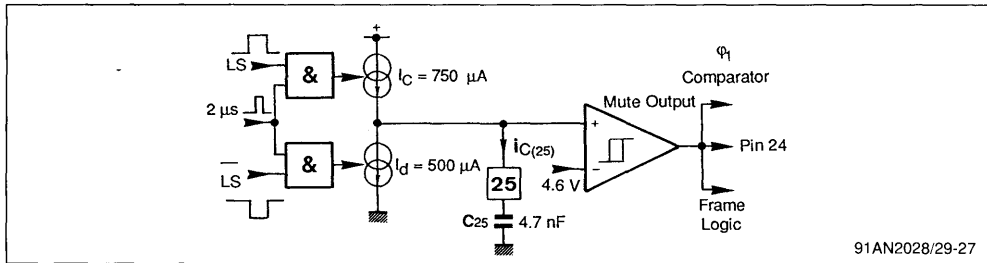 +
φ1
Comparator
LS
&
IC = 750 µA
Mute Output
2 µs
+
iC(25)
Pin 24
&
Id = 500 µA
25
−
4.6 V
LS
C25
4.7 nF
Frame
Logic
91AN2028/29-27